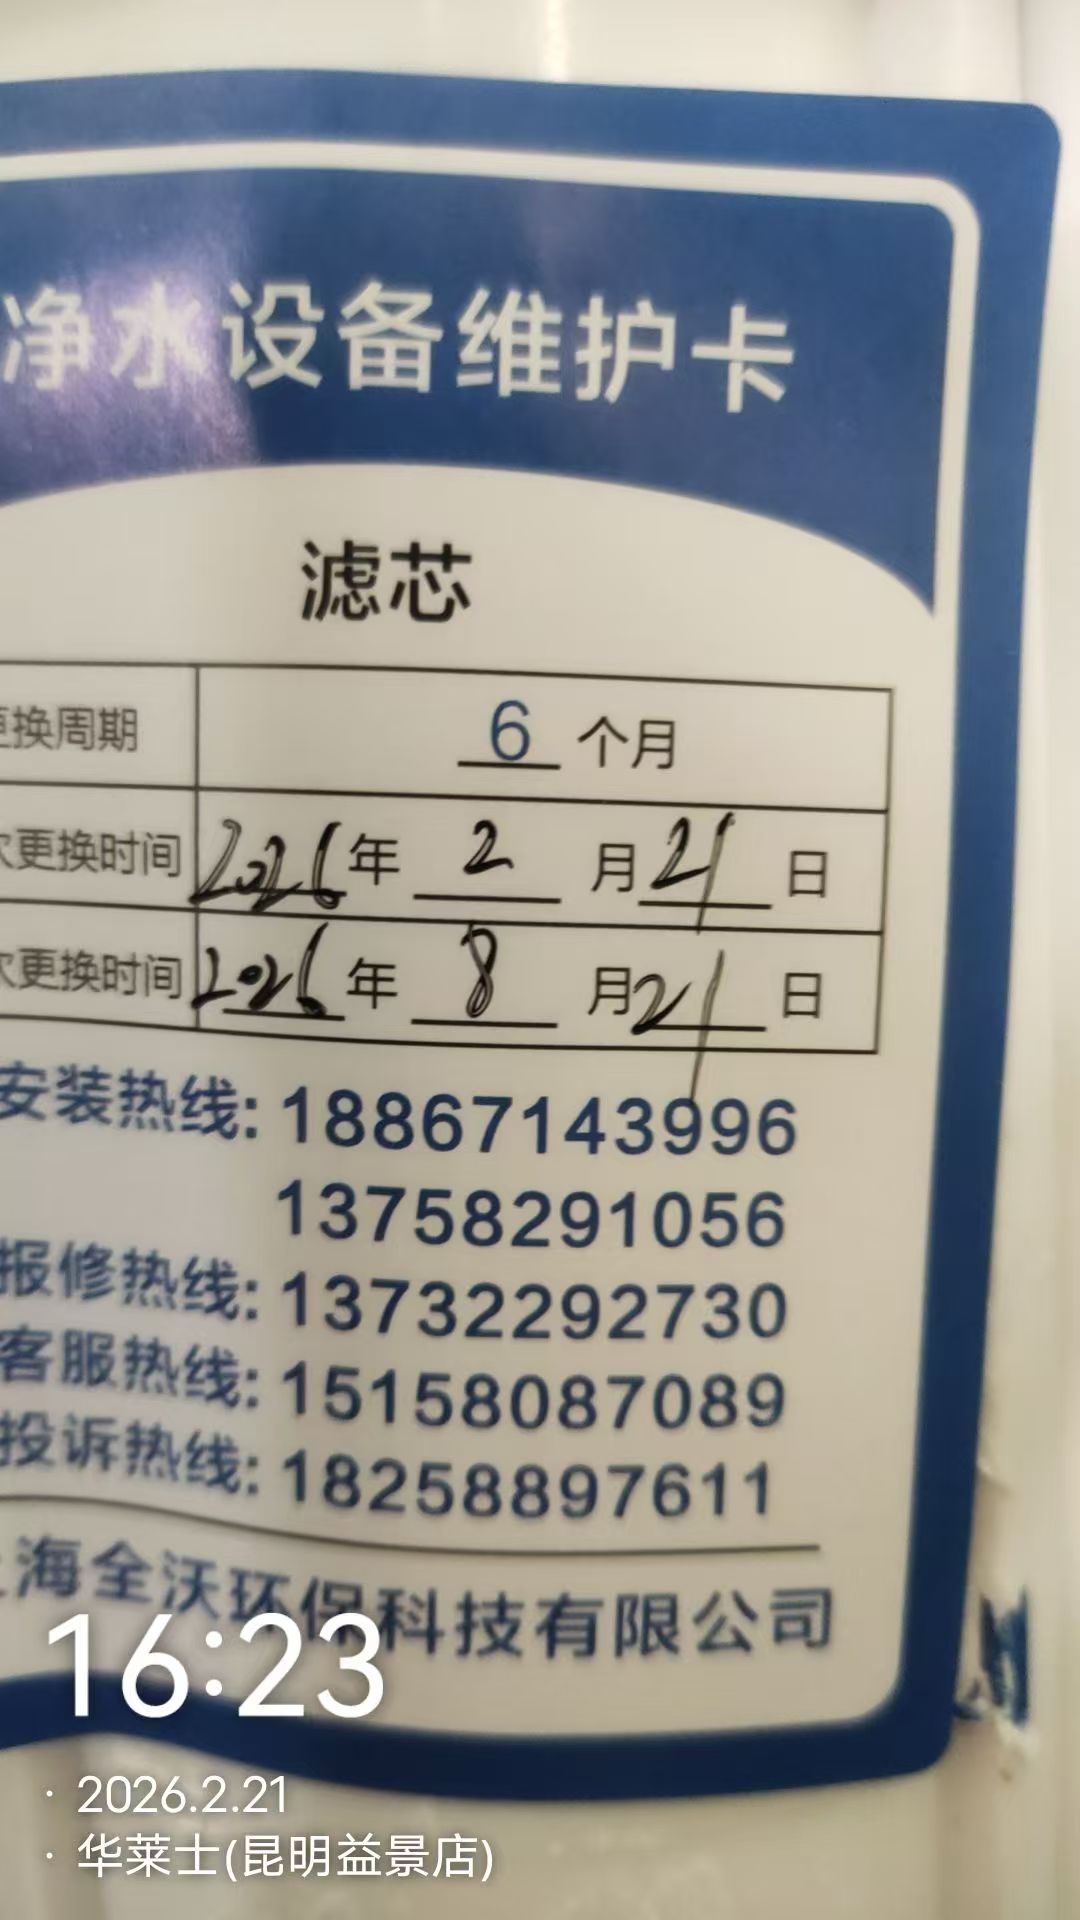 净水设备维护卡
滤芯
更换周期 6 个月
次更换时间 2026年 2 月 21 日
次更换时间 2026年 8 月 21 日
安装热线: 18867143996
13758291056
报修热线: 13732292730
客服热线: 15158087089
投诉热线: 18258897611
上海全沃环保科技有限公司
16:23
· 2026.2.21
· 华莱士(昆明益景店)